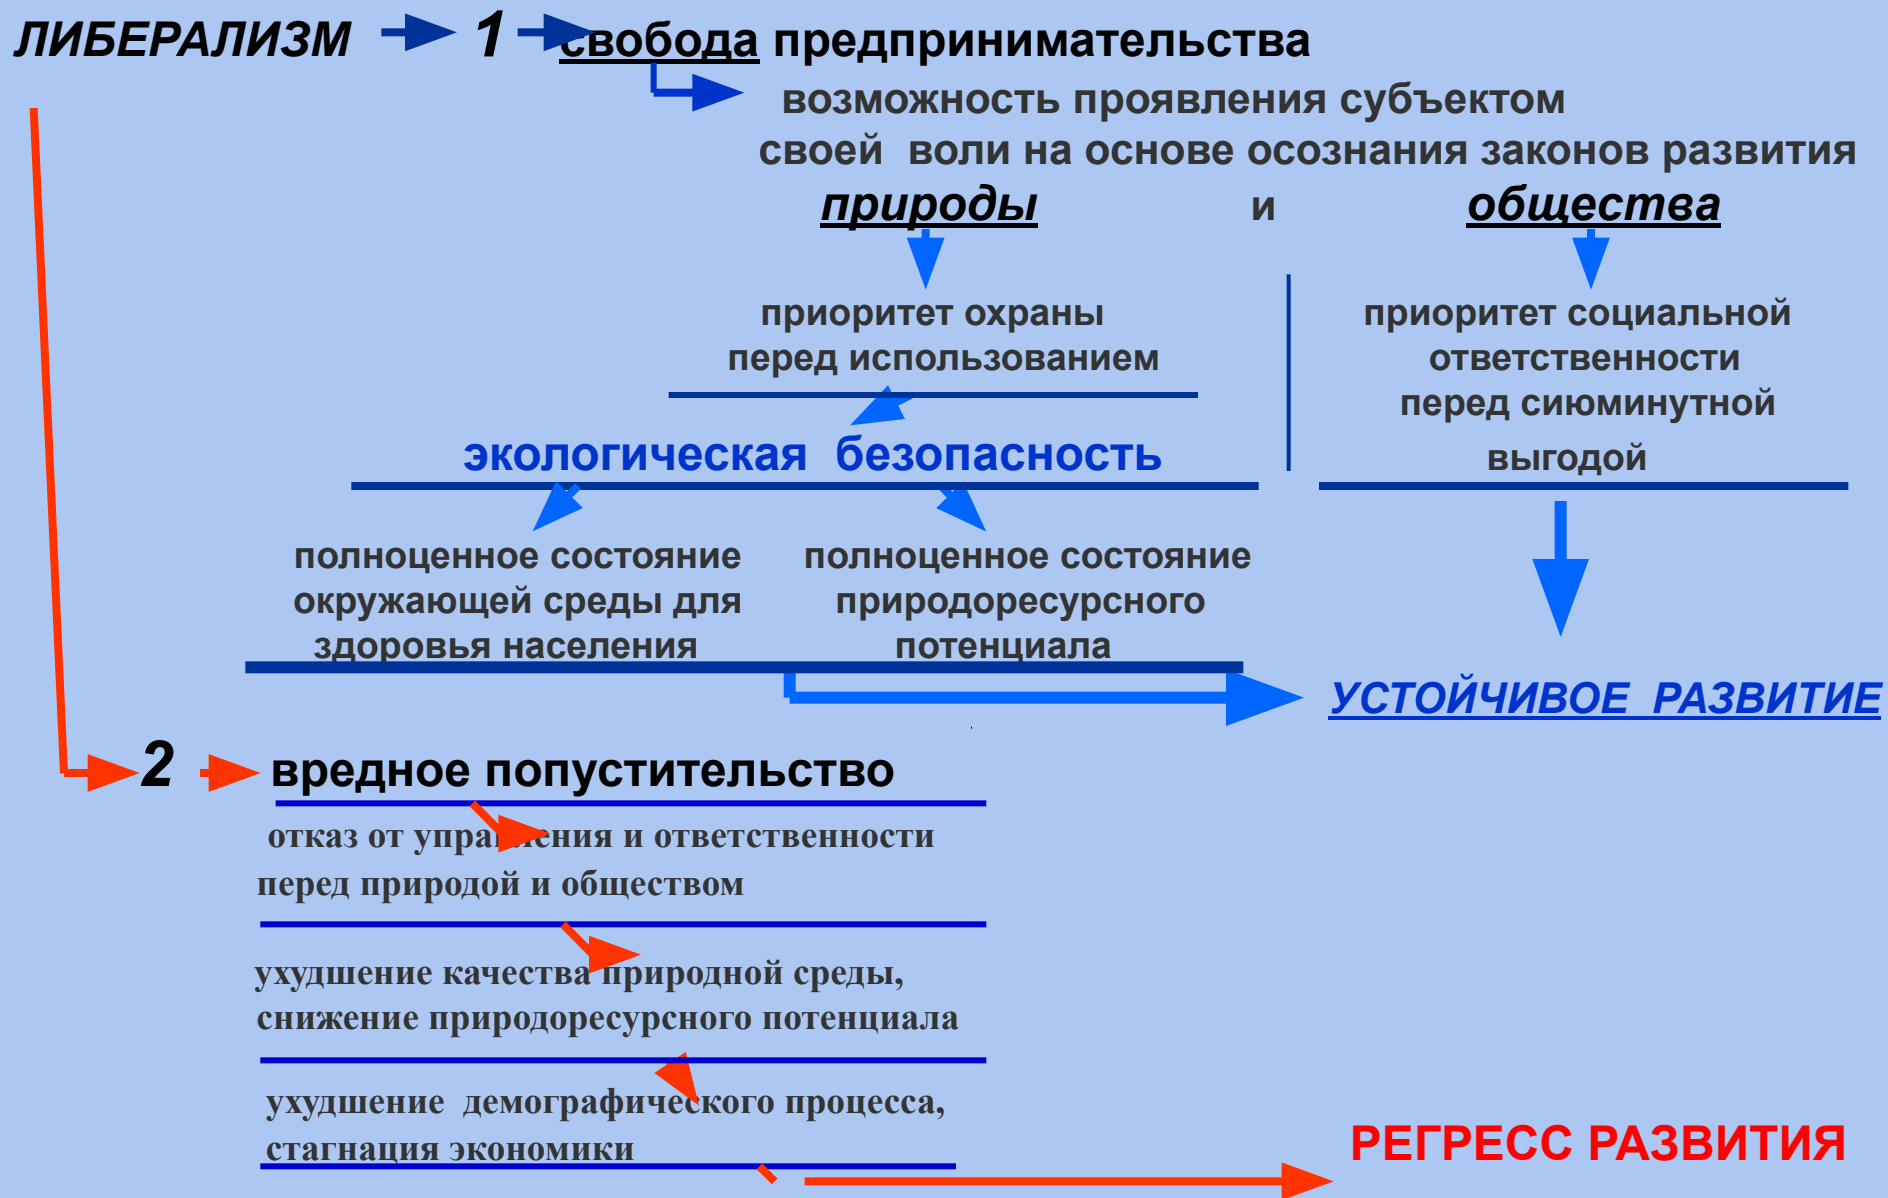 ЛИБЕРАЛИЗМ 1 свобода предпринимательства
возможность проявления субъектом
своей воли на основе осознания законов развития
природы и общества
приоритет охраны
перед использованием
приоритет социальной
ответственности
перед сиюминутной
выгодой
экологическая безопасность
полноценное состояние
окружающей среды для
здоровья населения
полноценное состояние
природоресурсного
потенциала
УСТОЙЧИВОЕ РАЗВИТИЕ
2 вредное попустительство
отказ от управления и ответственности
перед природой и обществом
ухудшение качества природной среды,
снижение природоресурсного потенциала
ухудшение демографического процесса,
стагнация экономики
РЕГРЕСС РАЗВИТИЯ